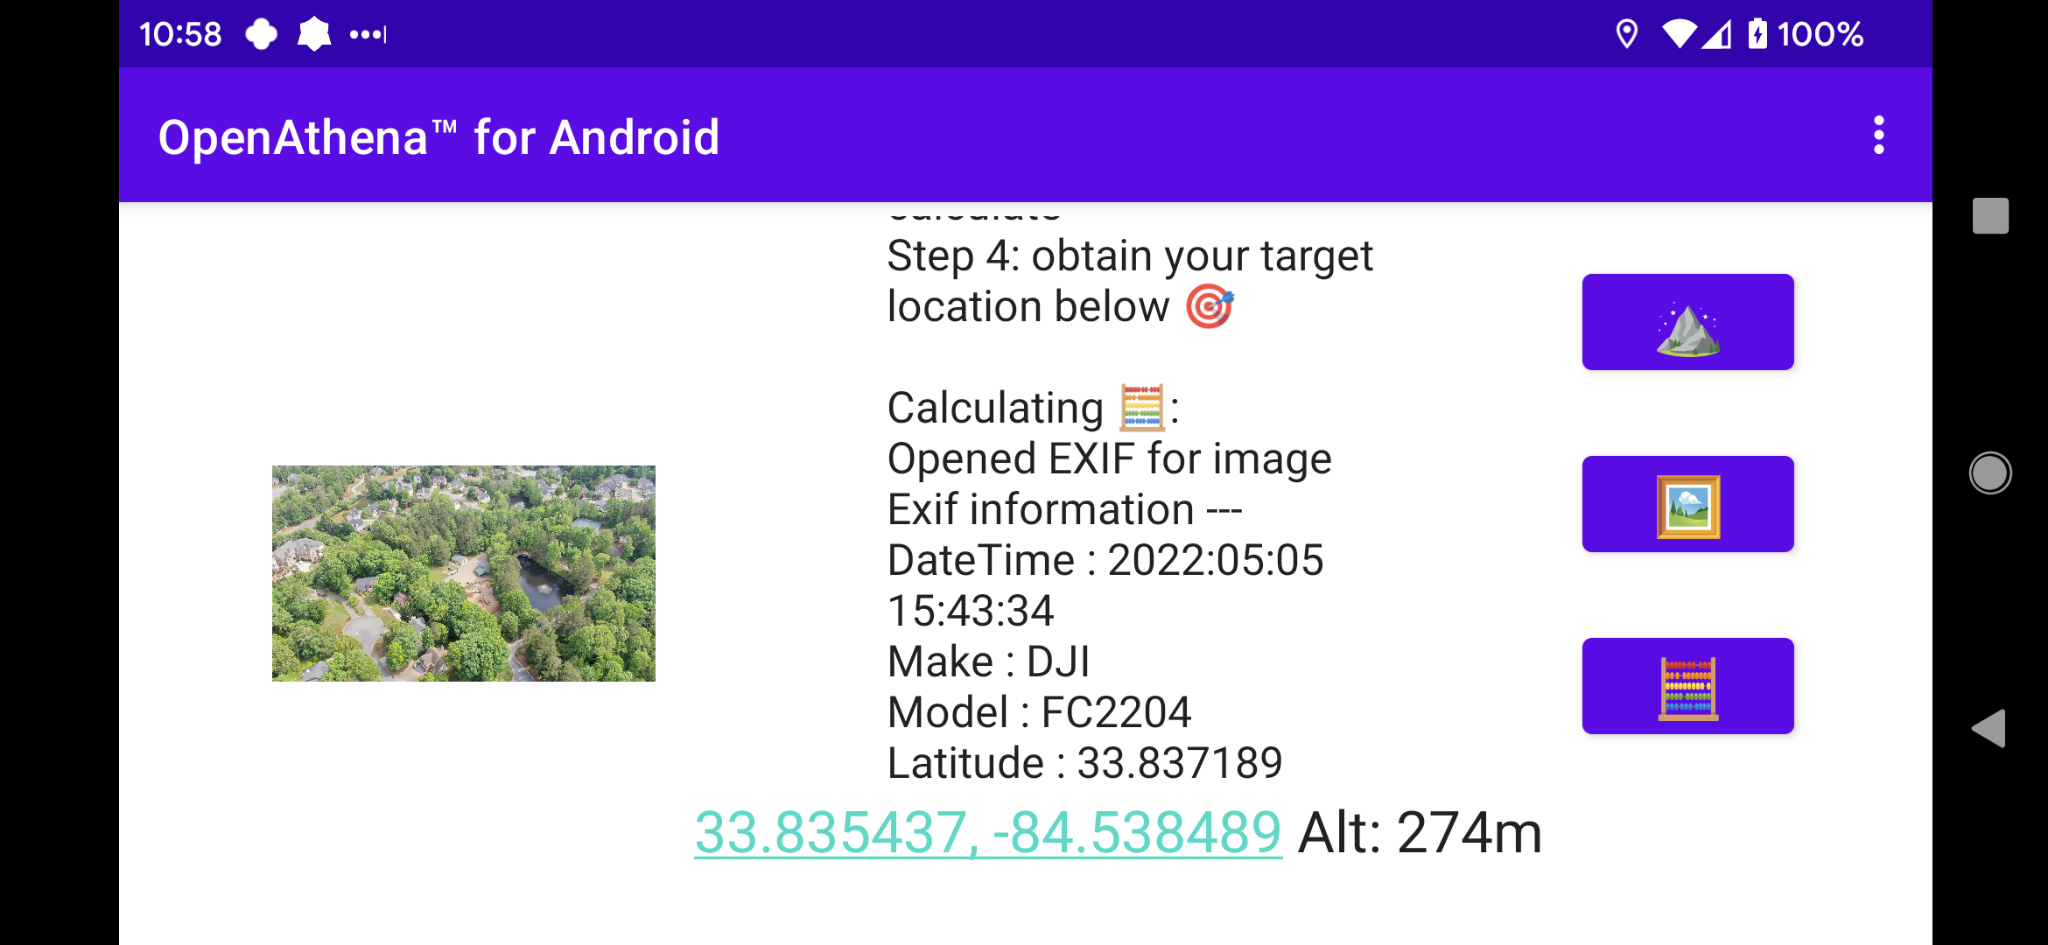 10:58
100%
OpenAthena™ for Android
calculate
Step 4: obtain your target
location below 🎯
Calculating 🧮:
Opened EXIF for image
Exif information ---
DateTime : 2022:05:05
15:43:34
Make : DJI
Model : FC2204
Latitude : 33.837189
33.835437, -84.538489 Alt: 274m